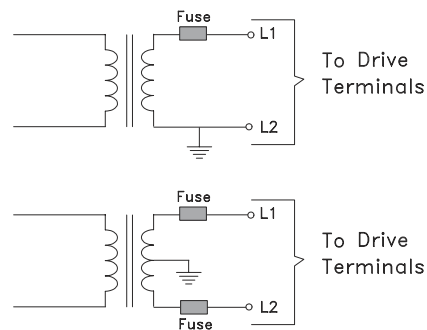 Fuse
L1
To Drive
Terminals
L2
Fuse
L1
To Drive
Terminals
L2
Fuse